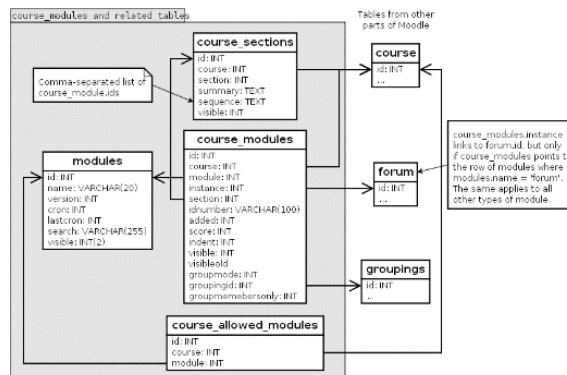 course_modules and related tables
Tables from other
parts of Moodle
course_sections
id: INT
course: INT
section: INT
summary: TEXT
sequence: TEXT
visible: INT
Comma-separated list of
course_module.ids
course
id: INT
...
course_modules
id: INT
course: INT
module: INT
instance: INT
section: INT
idnumber: VARCHAR(100)
added: INT
score: INT
indent: INT
visible: INT
visibleold
groupmode: INT
groupingid: INT
groupmemebersonly: INT
modules
id: INT
name: VARCHAR(20)
version: INT
cron: INT
lastcron: INT
search: VARCHAR(255)
visible: INT(2)
forum
id: INT
...
course_modules.instance
links to forum.id, but only
if course_modules points t
the row of modules where
modules.name = 'forum'.
The same applies to all
other types of module.
groupings
id: INT
..
course_allowed_modules
id: INT
course: INT
module: INT